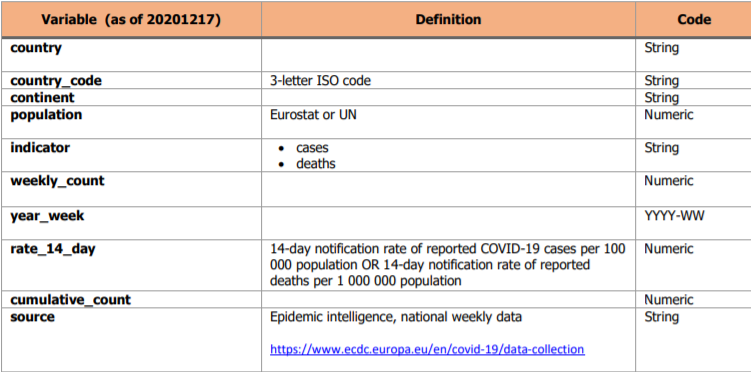 Variable (as of 20201217) Definition Code
country String
country_code 3-letter ISO code String
continent String
population Eurostat or UN Numeric
indicator • cases String
• deaths
weekly_count Numeric
year_week YYYY-WW
rate_14_day 14-day notification rate of reported COVID-19 cases per 100 Numeric
000 population OR 14-day notification rate of reported
deaths per 1 000 000 population
cumulative_count Numeric
source Epidemic intelligence, national weekly data String
https://www.ecdc.europa.eu/en/covid-19/data-collection